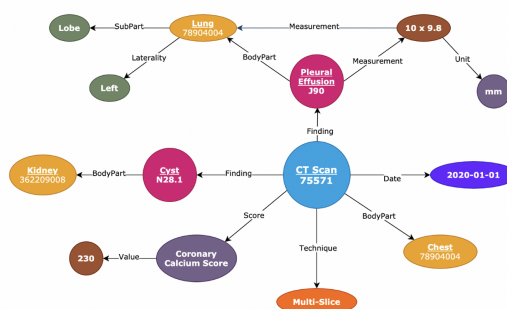 Lobe
SubPart
Lung
78904004
Measurement
10 x 9.8
Laterality
BodyPart
Pleural
Effusion
J90
Measurement
Unit
Left
mm
Finding
Kidney
362209008
BodyPart
Cyst
N28.1
Finding
CT Scan
75571
Date
2020-01-01
Score
BodyPart
Technique
230
Value
Coronary
Calcium Score
Chest
78904004
Multi-Slice